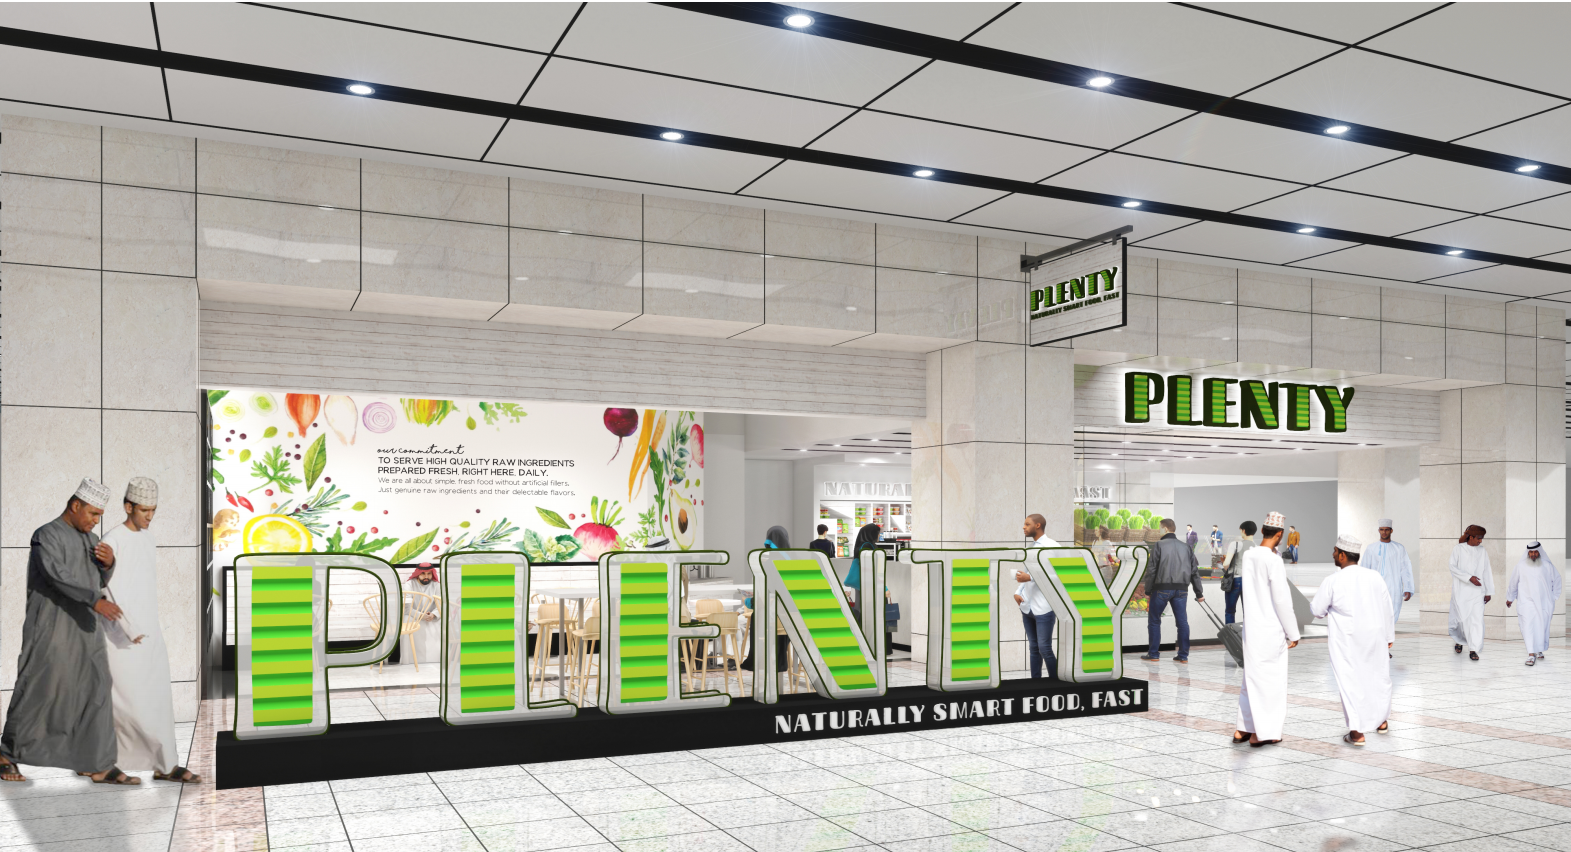 PLENTY
NATURALLY SMART FOOD, FAST
PLENTY
our commitment
TO SERVE HIGH QUALITY RAW INGREDIENTS
PREPARED FRESH, RIGHT HERE, DAILY.
We are all about simple, fresh food without artificial fillers,
Just genuine raw ingredients and their delectable flavors.
NATURAL
FAST
PLENTY
NATURALLY SMART FOOD, FAST